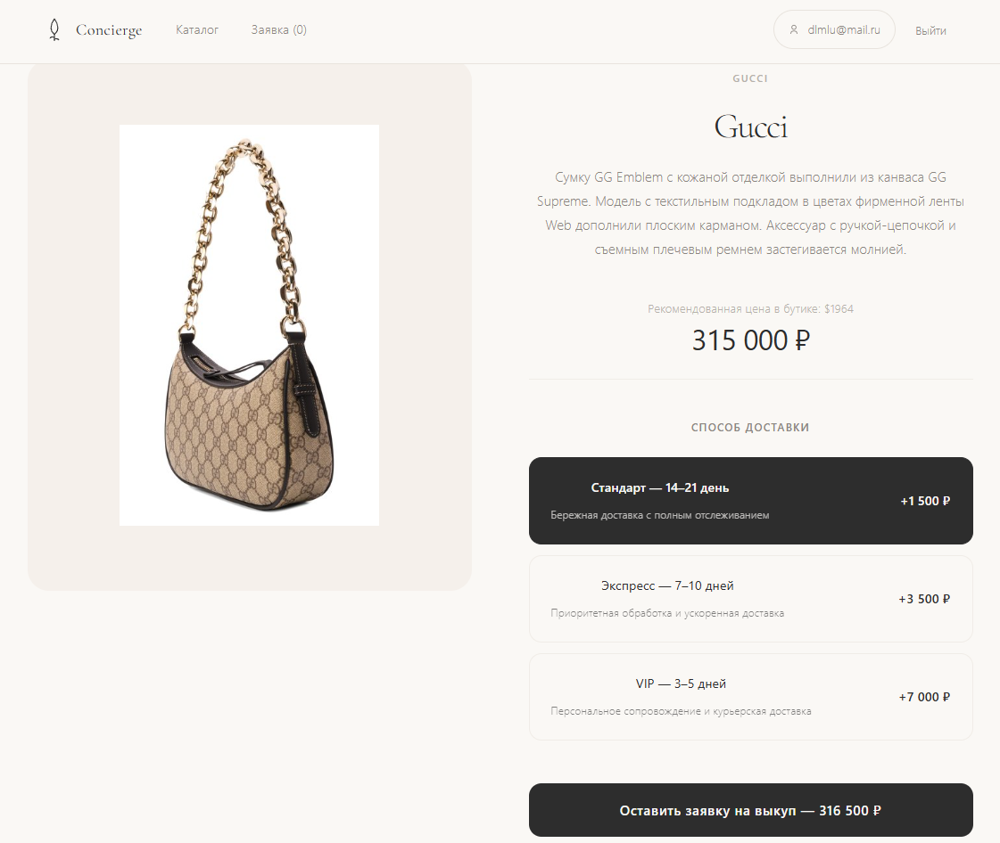 Concierge
Каталог
Заявка (0)
dlmlu@mail.ru
Выйти
GUCCI
Gucci
Сумку GG Emblem с кожаной отделкой выполнили из канваса GG
Supreme. Модель с текстильным подкладом в цветах фирменной ленты
Web дополнили плоским карманом. Аксессуар с ручкой-цепочкой и
съемным плечевым ремнем застегивается молнией.
Рекомендованная цена в бутике: $1964
315 000 ₽
СПОСОБ ДОСТАВКИ
Стандарт — 14–21 день
Бережная доставка с полным отслеживанием
+1 500 ₽
Экспресс — 7–10 дней
Приоритетная обработка и ускоренная доставка
+3 500 ₽
VIP — 3–5 дней
Персональное сопровождение и курьерская доставка
+7 000 ₽
Оставить заявку на выкуп — 316 500 ₽